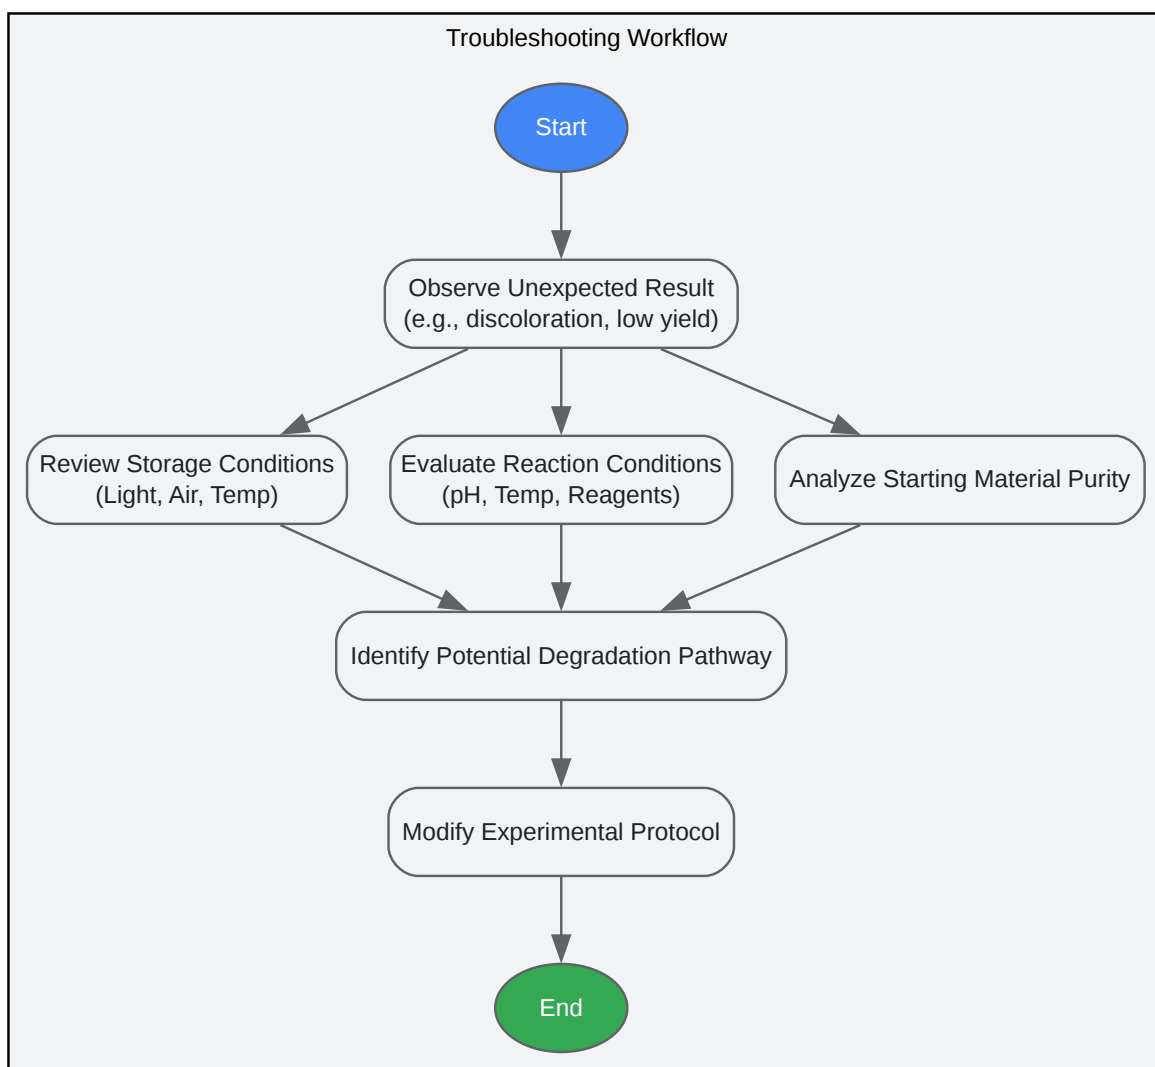 Troubleshooting Workflow
Start
Observe Unexpected Result
(e.g., discoloration, low yield)
Review Storage Conditions
(Light, Air, Temp)
Evaluate Reaction Conditions
(pH, Temp, Reagents)
Analyze Starting Material Purity
Identify Potential Degradation Pathway
Modify Experimental Protocol
End